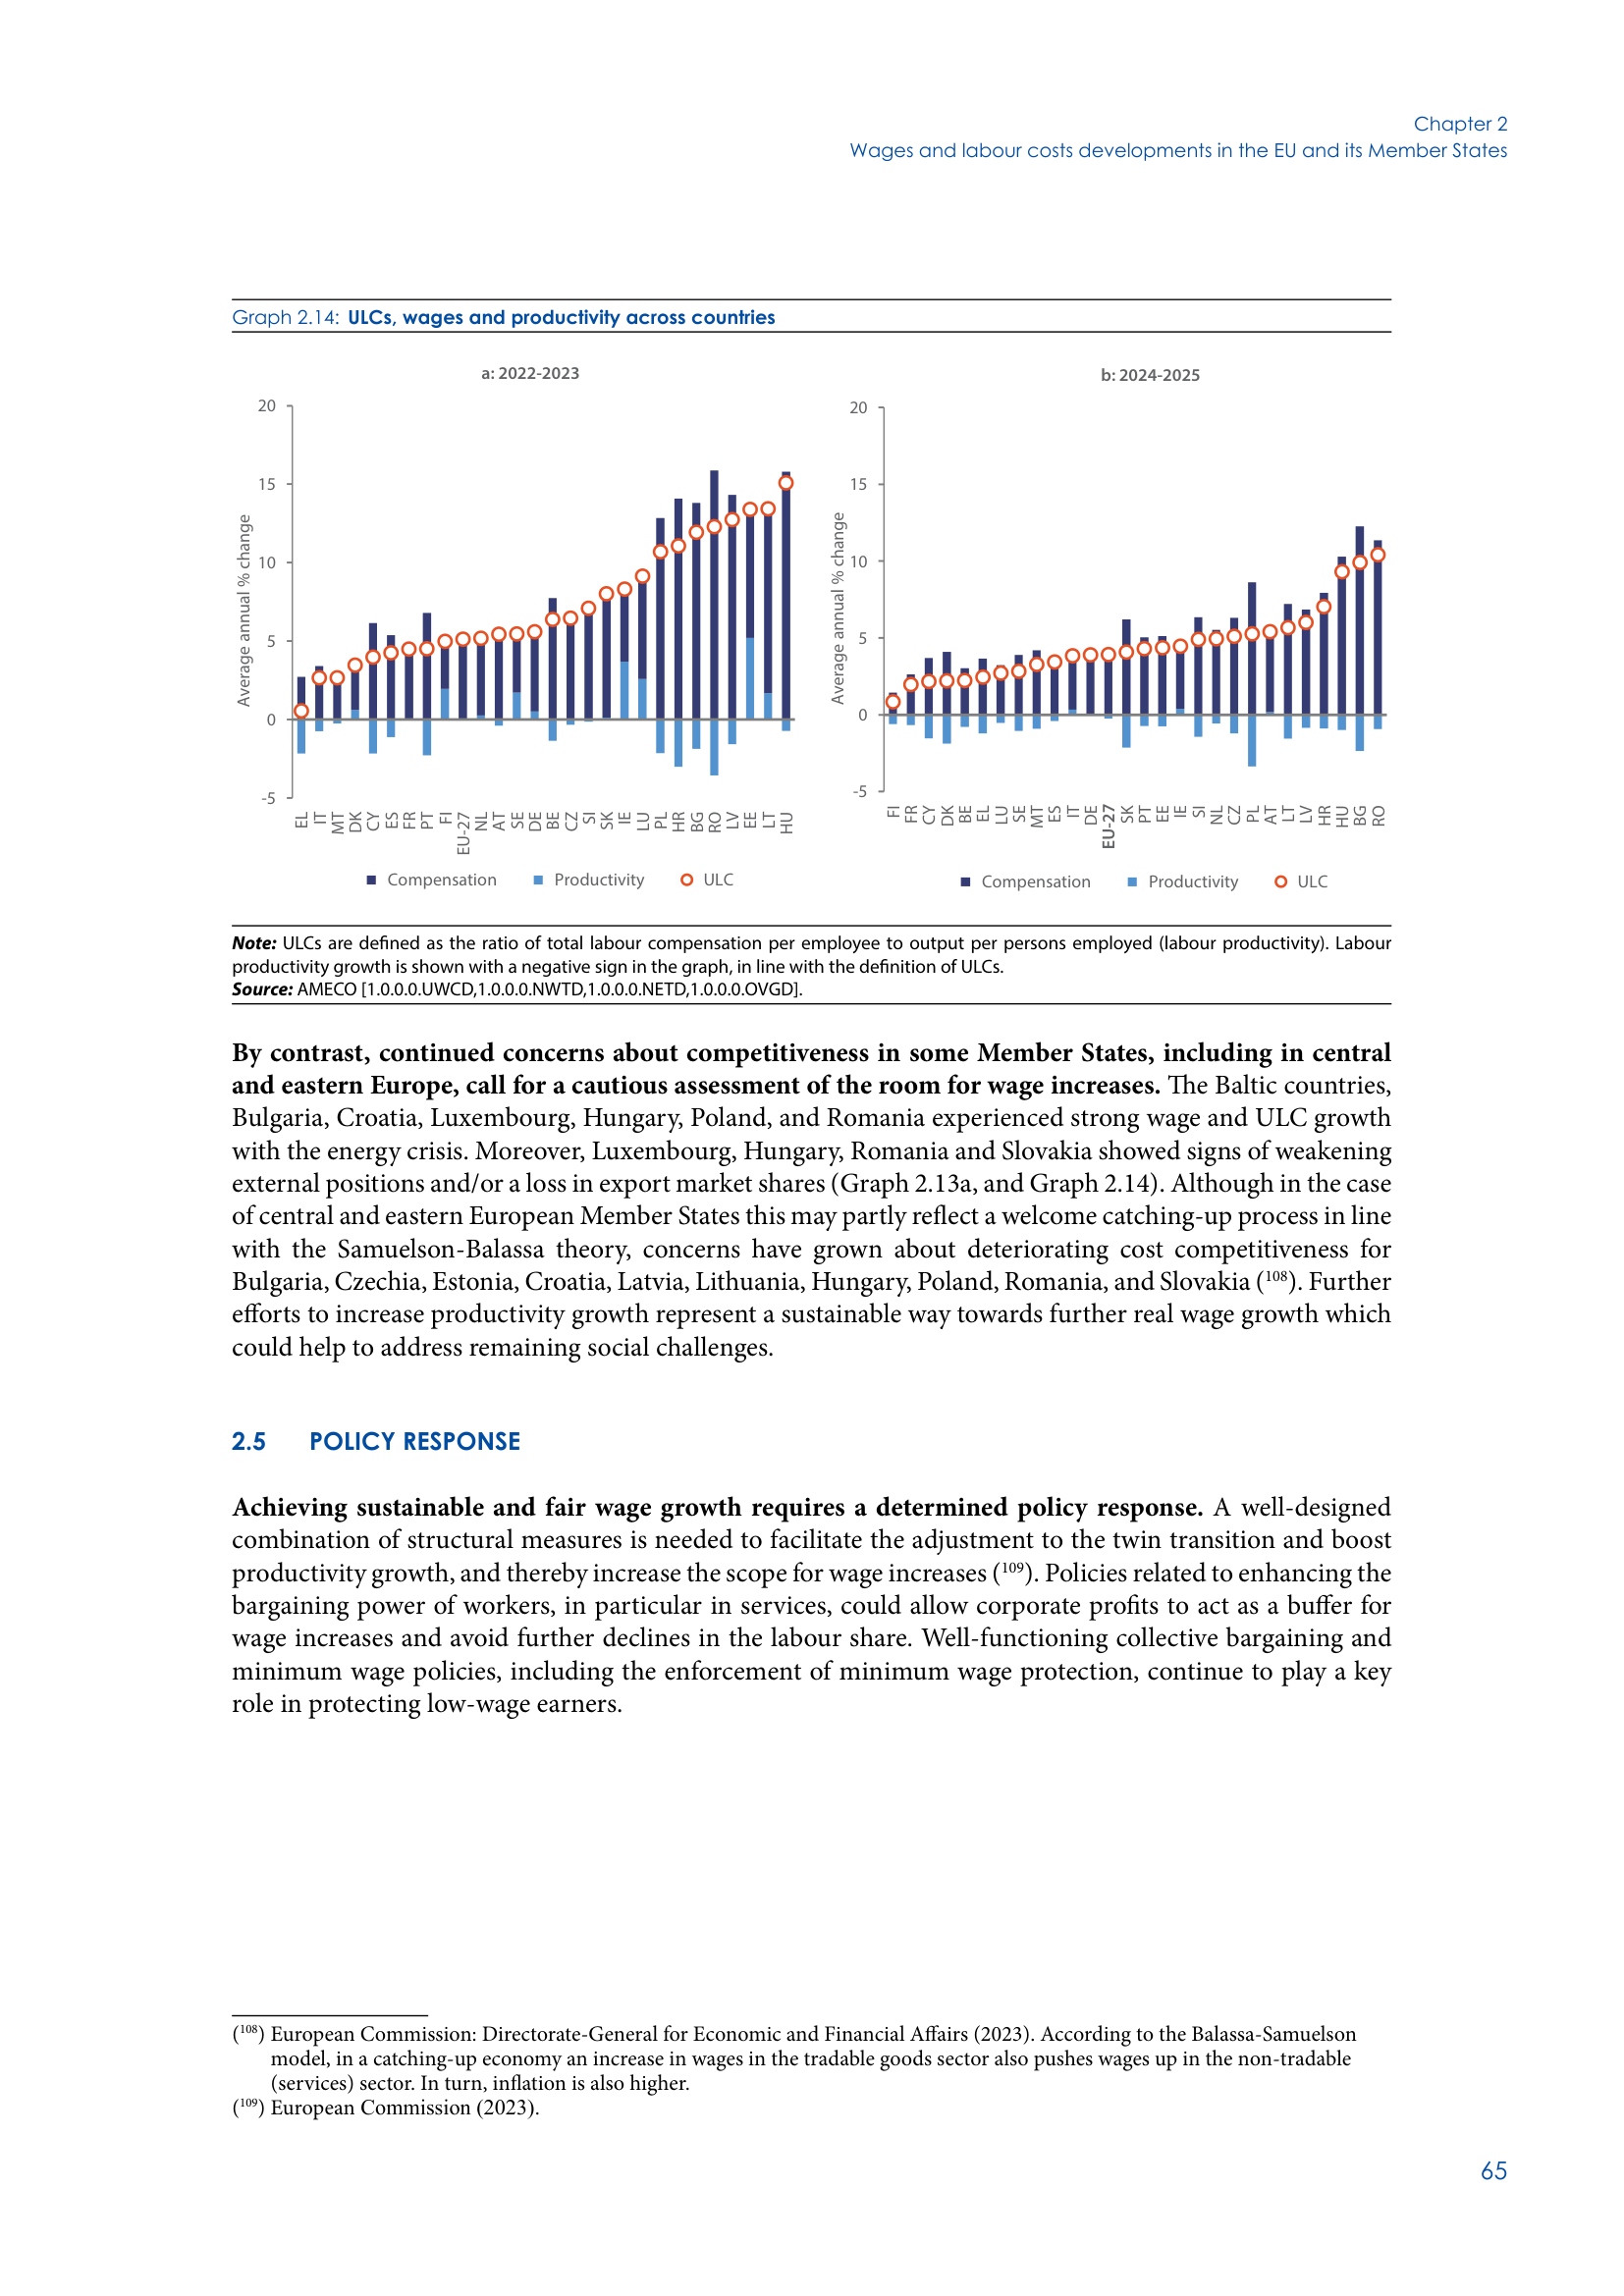 Chapter 2
Wages and labour costs developments in the EU and its Member States
Graph 2.14: ULCs, wages and productivity across countries
a: 2022-2023
20
15
10
5
0
-5
Average annual % change
EL IT MT DK CY ES FR PT FI EU-27 NL AT SE DE BE CZ SI SK IE LU PL HR BG RO LV EE LT HU
Compensation Productivity ULC
b: 2024-2025
20
15
10
5
0
-5
Average annual % change
FI FR CY DK BE EL LU SE MT ES IT DE EU-27 SK PT EE IE SI NL CZ PL AT LT LV HR HU BG RO
Compensation Productivity ULC
Note: ULCs are defined as the ratio of total labour compensation per employee to output per persons employed (labour productivity). Labour
productivity growth is shown with a negative sign in the graph, in line with the definition of ULCs.
Source: AMECO [1.0.0.0.UWCD,1.0.0.0.NWTD,1.0.0.0.NETD,1.0.0.0.OVGD].
By contrast, continued concerns about competitiveness in some Member States, including in central
and eastern Europe, call for a cautious assessment of the room for wage increases. The Baltic countries,
Bulgaria, Croatia, Luxembourg, Hungary, Poland, and Romania experienced strong wage and ULC growth
with the energy crisis. Moreover, Luxembourg, Hungary, Romania and Slovakia showed signs of weakening
external positions and/or a loss in export market shares (Graph 2.13a, and Graph 2.14). Although in the case
of central and eastern European Member States this may partly reflect a welcome catching-up process in line
with the Samuelson-Balassa theory, concerns have grown about deteriorating cost competitiveness for
Bulgaria, Czechia, Estonia, Croatia, Latvia, Lithuania, Hungary, Poland, Romania, and Slovakia (108). Further
efforts to increase productivity growth represent a sustainable way towards further real wage growth which
could help to address remaining social challenges.
2.5 POLICY RESPONSE
Achieving sustainable and fair wage growth requires a determined policy response. A well-designed
combination of structural measures is needed to facilitate the adjustment to the twin transition and boost
productivity growth, and thereby increase the scope for wage increases (109). Policies related to enhancing the
bargaining power of workers, in particular in services, could allow corporate profits to act as a buffer for
wage increases and avoid further declines in the labour share. Well-functioning collective bargaining and
minimum wage policies, including the enforcement of minimum wage protection, continue to play a key
role in protecting low-wage earners.
(108) European Commission: Directorate-General for Economic and Financial Affairs (2023). According to the Balassa-Samuelson
model, in a catching-up economy an increase in wages in the tradable goods sector also pushes wages up in the non-tradable
(services) sector. In turn, inflation is also higher.
(109) European Commission (2023).
65